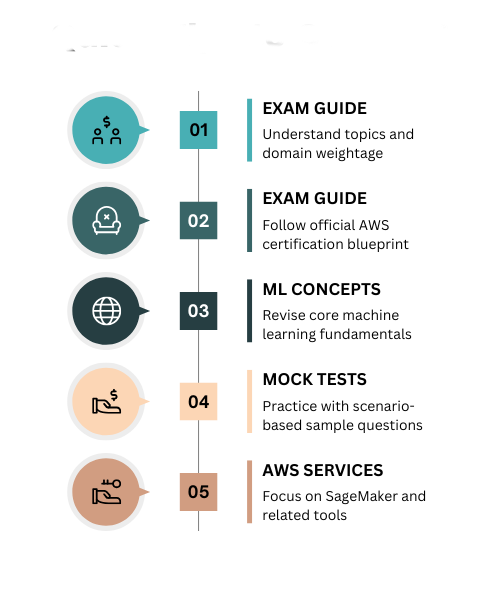 01
EXAM GUIDE
Understand topics and
domain weightage
02
EXAM GUIDE
Follow official AWS
certification blueprint
03
ML CONCEPTS
Revise core machine
learning fundamentals
04
MOCK TESTS
Practice with scenario-
based sample questions
05
AWS SERVICES
Focus on SageMaker and
related tools